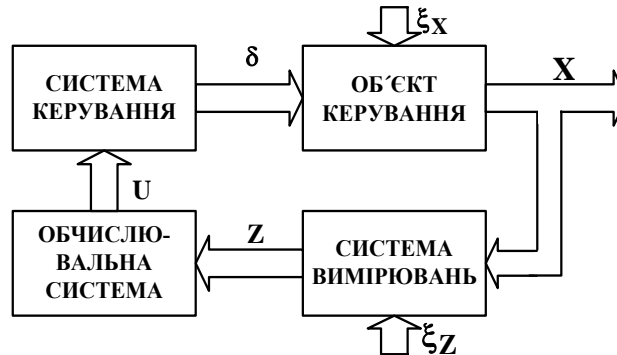 ξX
δ
X
СИСТЕМА
КЕРУВАННЯ
ОБ´ЄКТ
КЕРУВАННЯ
U
Z
ОБЧИСЛЮ-
ВАЛЬНА
СИСТЕМА
СИСТЕМА
ВИМІРЮВАНЬ
ξZ